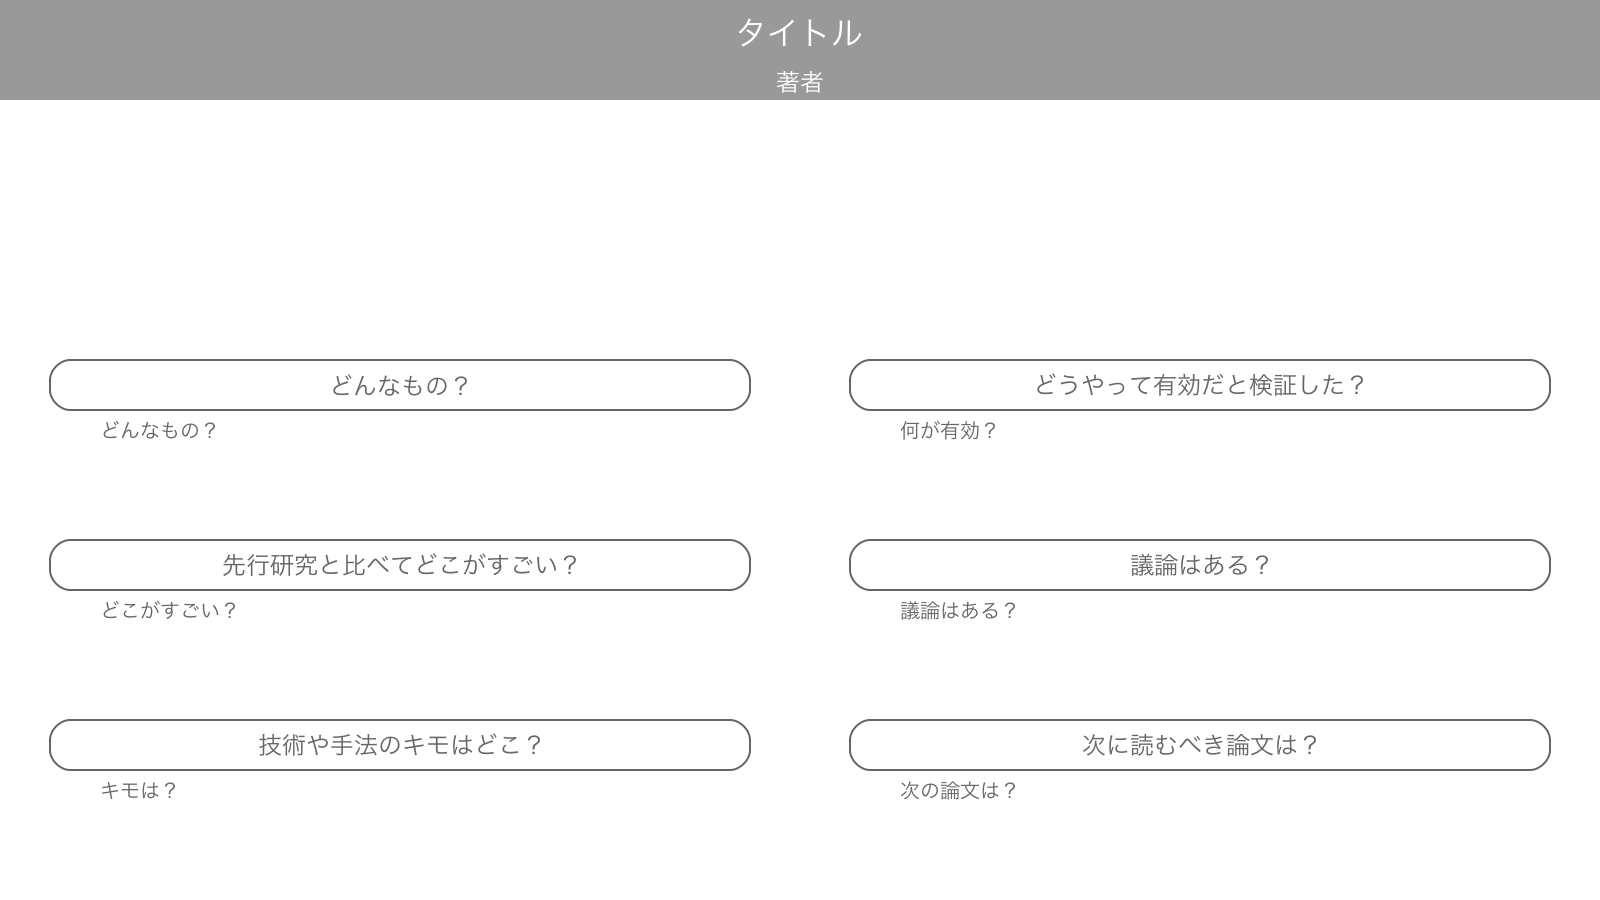 タイトル
著者
どんなもの？
どんなもの？
先行研究と比べてどこがすごい？
どこがすごい？
技術や手法のキモはどこ？
キモは？
どうやって有効だと検証した？
何が有効？
議論はある？
議論はある？
次に読むべき論文は？
次の論文は？